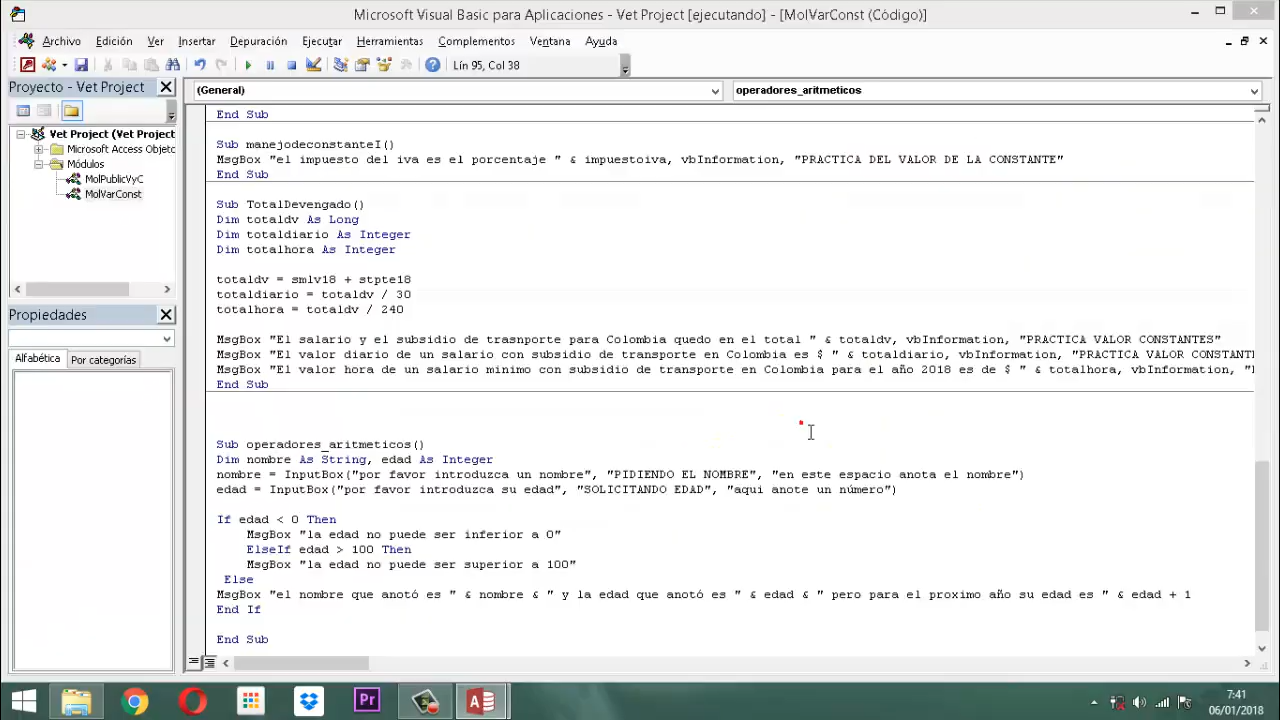 Microsoft Visual Basic para Aplicaciones - Vet Project [ejecutando] - [MolVarConst (Código)]
Archivo Edición Ver Insertar Depuración Ejecutar Herramientas Complementos Ventana Ayuda
Lín 95, Col 38
Proyecto - Vet Project
(General) operadores_aritmeticos
Vet Project (Vet Project
Microsoft Access Objeto
Módulos
MolPublicVyC
MolVarConst
Propiedades
Alfabética Por categorías
End Sub
Sub manejodeconstanteI()
MsgBox "el impuesto del iva es el porcentaje " & impuestoiva, vbInformation, "PRACTICA DEL VALOR DE LA CONSTANTE"
End Sub
Sub TotalDevengado()
Dim totaldv As Long
Dim totaldiario As Integer
Dim totalhora As Integer
totaldv = smlv18 + stpte18
totaldiario = totaldv / 30
totalhora = totaldv / 240
MsgBox "El salario y el subsidio de trasnporte para Colombia quedo en el total " & totaldv, vbInformation, "PRACTICA VALOR CONSTANTES"
MsgBox "El valor diario de un salario con subsidio de transporte en Colombia es $ " & totaldiario, vbInformation, "PRACTICA VALOR CONSTANT
MsgBox "El valor hora de un salario minimo con subsidio de transporte en Colombia para el año 2018 es de $ " & totalhora, vbInformation, "
End Sub
Sub operadores_aritmeticos()
Dim nombre As String, edad As Integer
nombre = InputBox("por favor introduzca un nombre", "PIDIENDO EL NOMBRE", "en este espacio anota el nombre")
edad = InputBox("por favor introduzca su edad", "SOLICITANDO EDAD", "aqui anote un número")
If edad < 0 Then
MsgBox "la edad no puede ser inferior a 0"
ElseIf edad > 100 Then
MsgBox "la edad no puede ser superior a 100"
Else
MsgBox "el nombre que anotó es " & nombre & " y la edad que anotó es " & edad & " pero para el proximo año su edad es " & edad + 1
End If
End Sub
Pr
7:41
06/01/2018